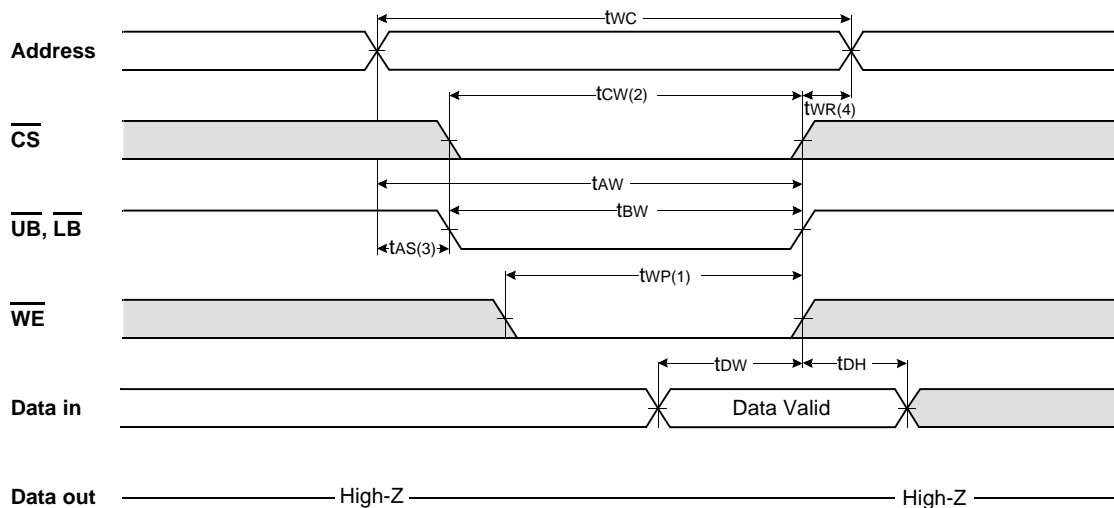 tWC
Address
tCW(2)
tWR(4)
CS
tAW
UB, LB
tBW
tAS(3)
tWP(1)
WE
tDW
tDH
Data in
Data Valid
Data out
High-Z
High-Z